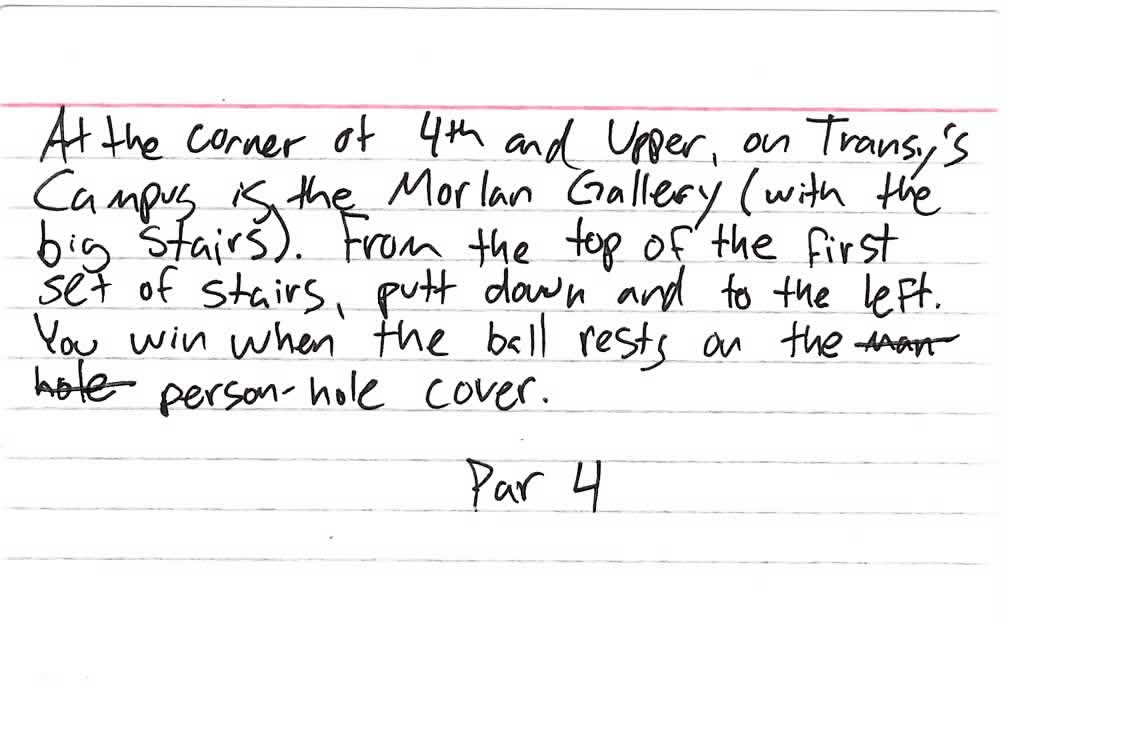 At the corner of 4th and Upper, on Transy's
Campus is the Morlan Gallery (with the
big stairs). From the top of the first
set of stairs, putt down and to the left.
You win when the ball rests on the man
hole person-hole cover.
Par 4